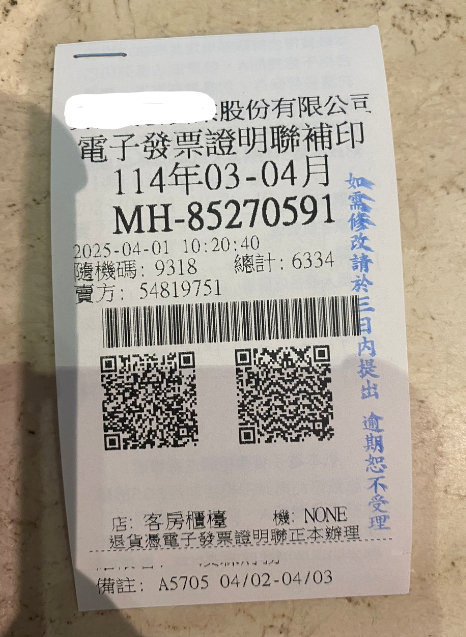 股份有限公司
電子發票證明聯補印
114年03-04月
MH-85270591
2025-04-01 10:20:40
隨機碼: 9318 總計: 6334
賣方: 54819751
店: 客房櫃檯 機: NONE
退貨憑電子發票證明聯正本辦理
備註: A5705 04/02-04/03
如需修改請於三日內提出 逾期恕不受理